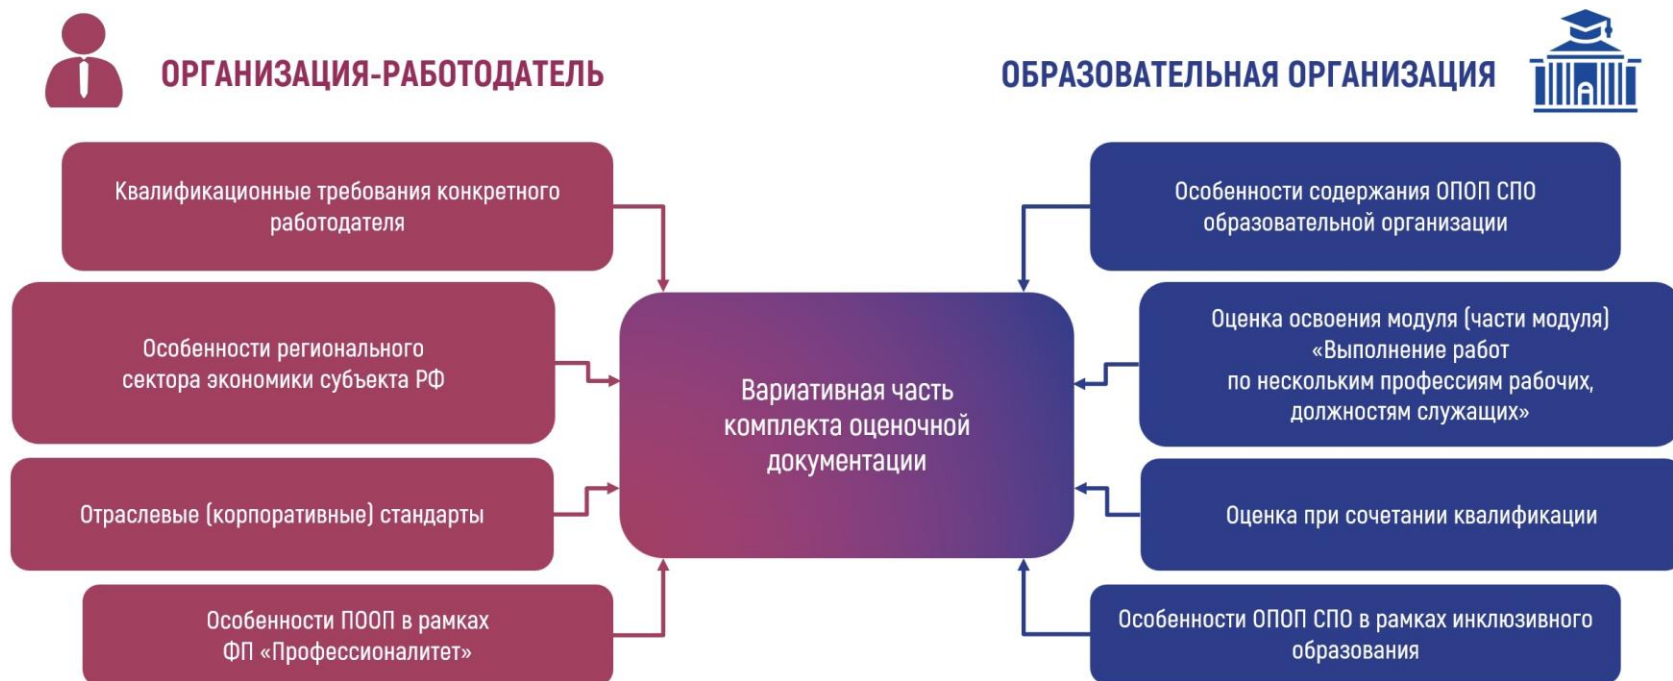 ОРГАНИЗАЦИЯ-РАБОТОДАТЕЛЬ
Квалификационные требования конкретного
работодателя
Особенности регионального
сектора экономики субъекта РФ
Отраслевые (корпоративные) стандарты
Особенности ПООП в рамках
ФП «Профессионалитет»
Вариативная часть
комплекта оценочной
документации
ОБРАЗОВАТЕЛЬНАЯ ОРГАНИЗАЦИЯ
Особенности содержания ОПОП СПО
образовательной организации
Оценка освоения модуля (части модуля)
«Выполнение работ
по нескольким профессиям рабочих,
должностям служащих»
Оценка при сочетании квалификации
Особенности ОПОП СПО в рамках инклюзивного
образования